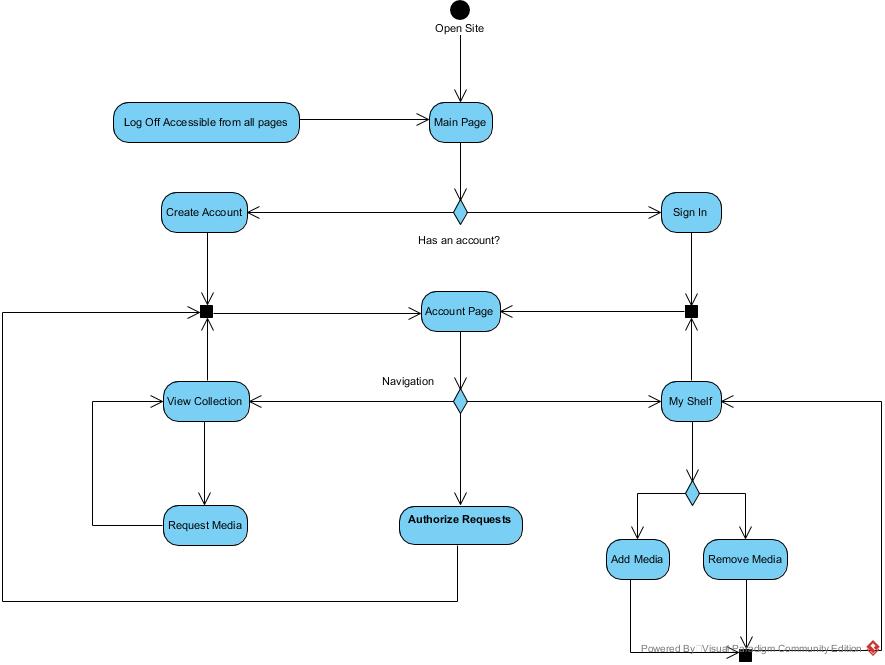 Open Site
Log Off Accessible from all pages
Main Page
Create Account
Sign In
Has an account?
Account Page
Navigation
View Collection
My Shelf
Request Media
Authorize Requests
Add Media
Remove Media
Powered By Visual Paradigm Community Edition